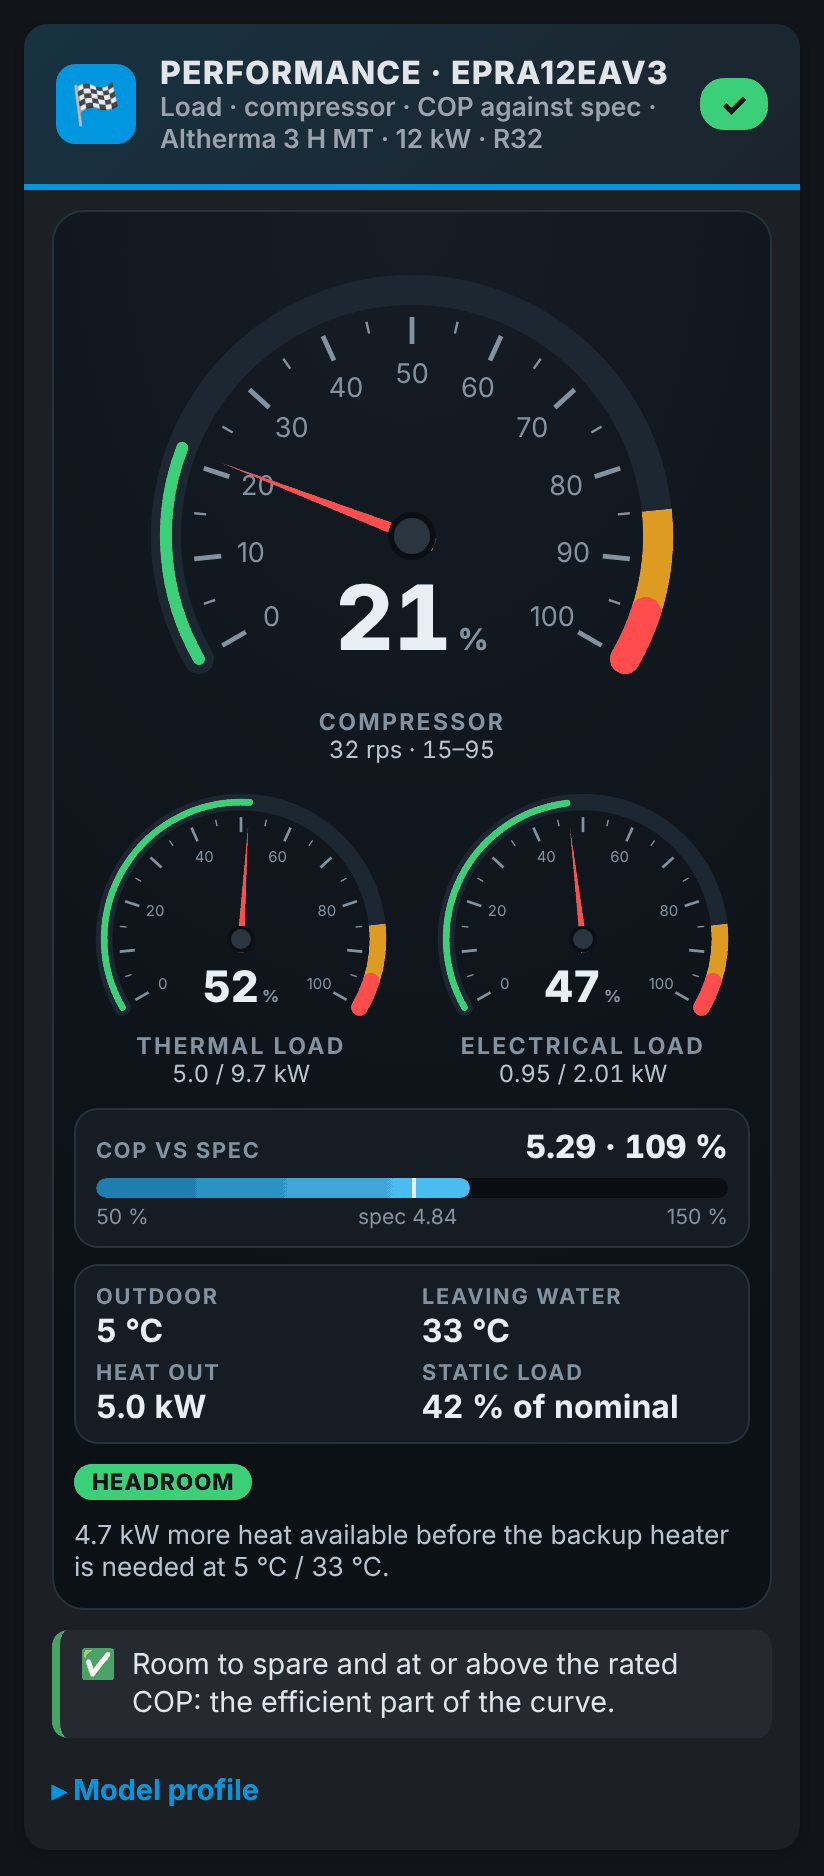 PERFORMANCE · EPRA12EAV3
Load · compressor · COP against spec ·
Altherma 3 H MT · 12 kW · R32
0
10
20
30
40
50
60
70
80
90
100
21 %
COMPRESSOR
32 rps · 15–95
0
20
40
60
80
100
52 %
THERMAL LOAD
5.0 / 9.7 kW
0
20
40
60
80
100
47 %
ELECTRICAL LOAD
0.95 / 2.01 kW
COP VS SPEC
5.29 · 109 %
50 %
spec 4.84
150 %
OUTDOOR
5 °C
LEAVING WATER
33 °C
HEAT OUT
5.0 kW
STATIC LOAD
42 % of nominal
HEADROOM
4.7 kW more heat available before the backup heater
is needed at 5 °C / 33 °C.
✅ Room to spare and at or above the rated
COP: the efficient part of the curve.
▸ Model profile